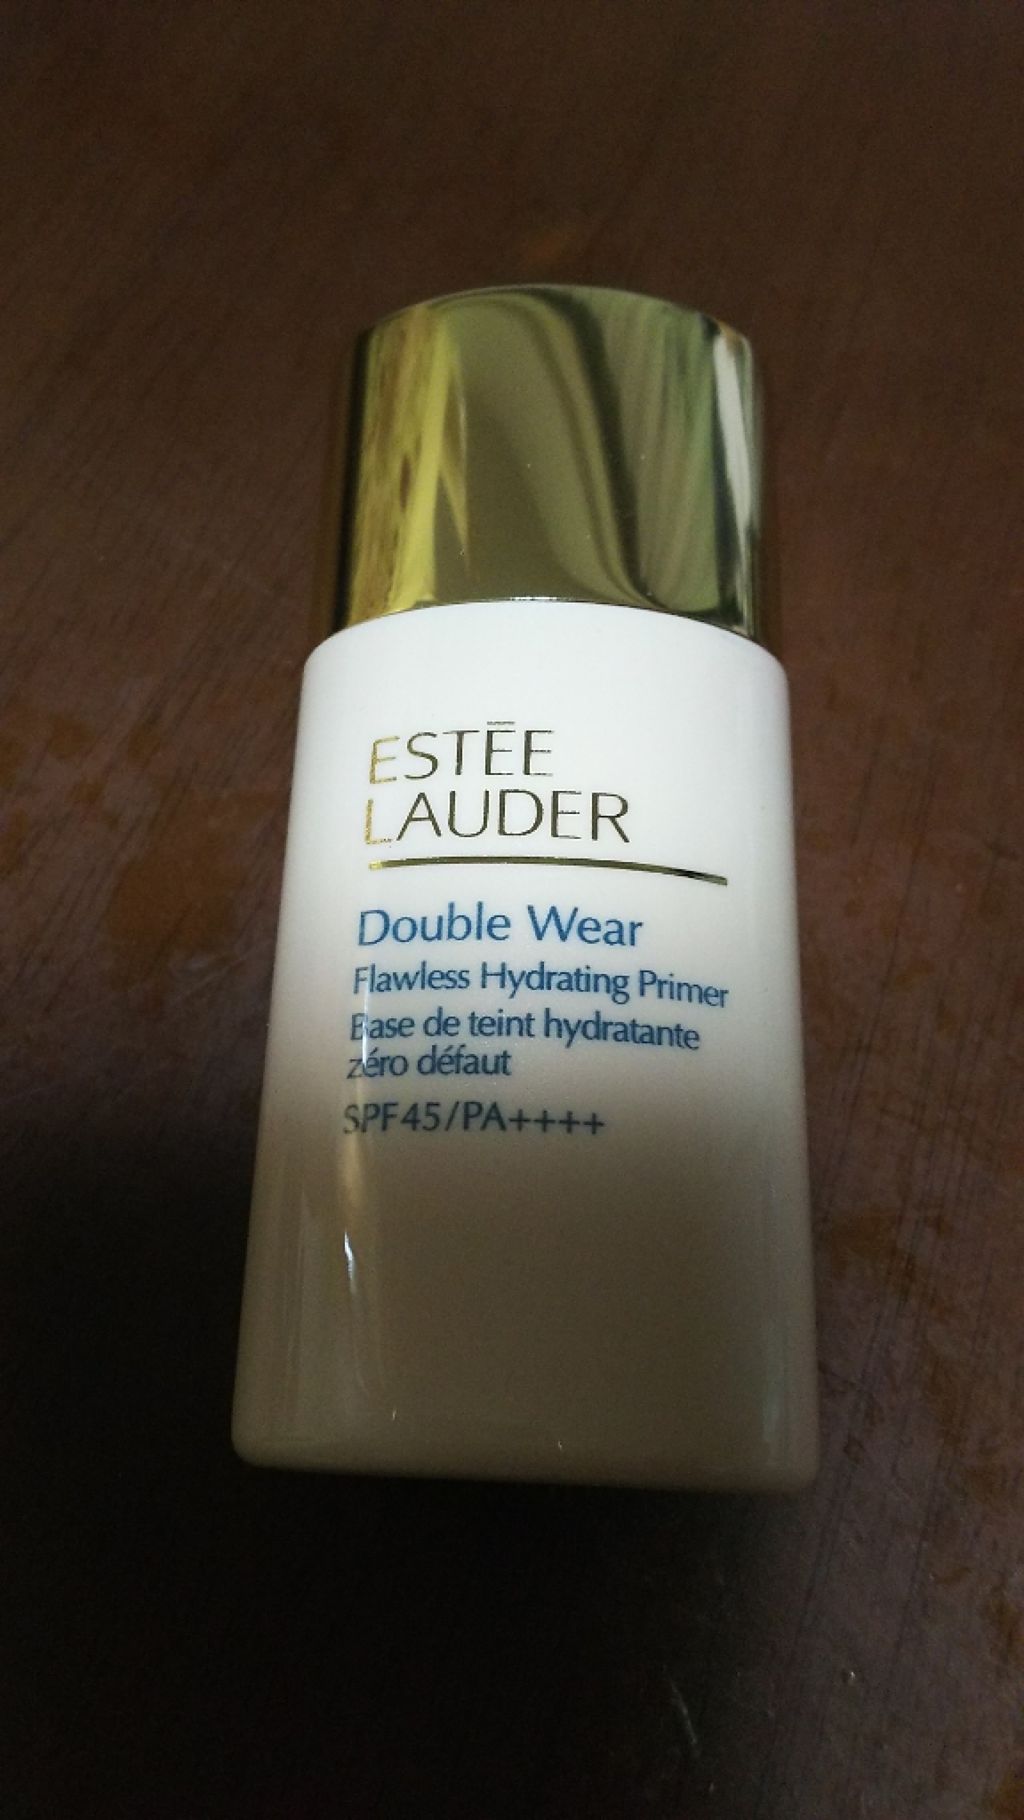 ESTĒE
LAUDER
Double Wear
Flawless Hydrating Primer
Base de teint hydratante
zéro défaut
SPF45/PA++++